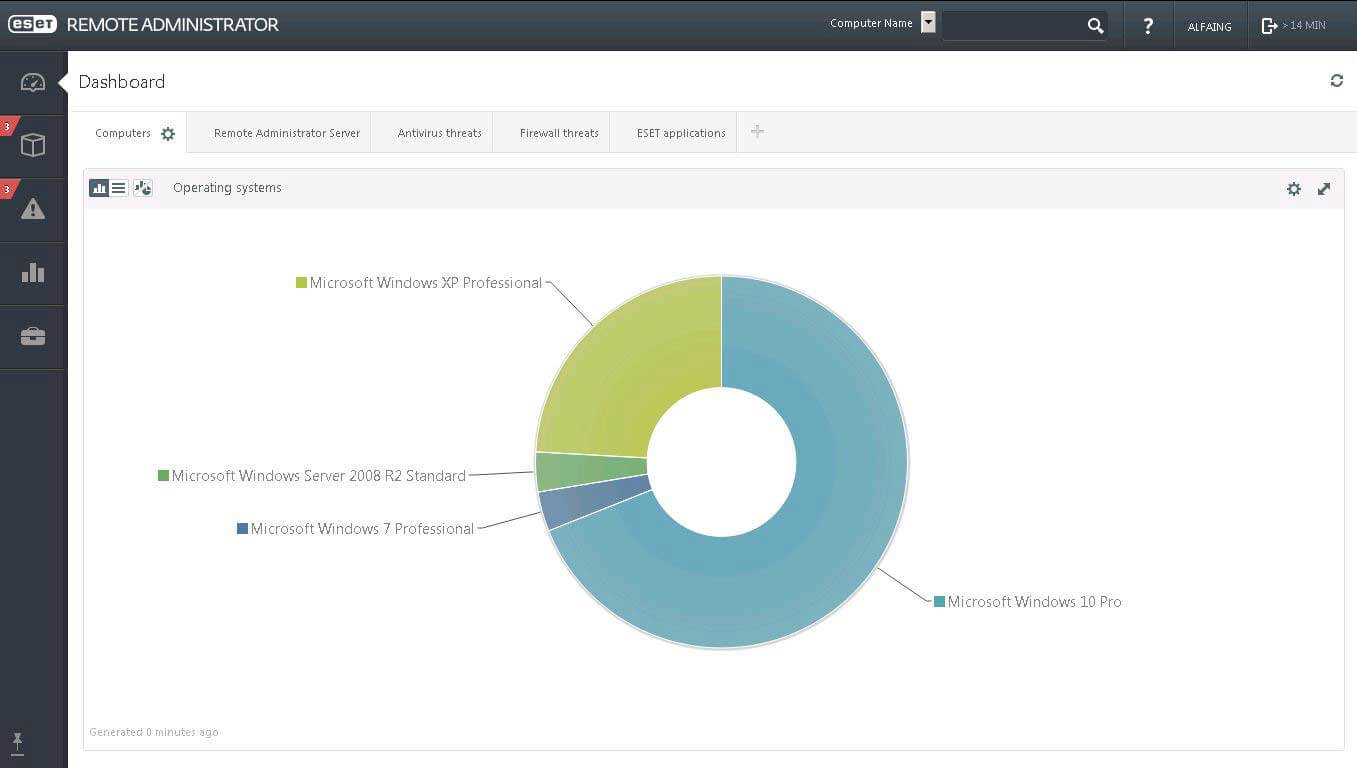 eset REMOTE ADMINISTRATOR
Computer Name
?
ALFAING
> 14 MIN
Dashboard
3
3
Computers
Remote Administrator Server
Antivirus threats
Firewall threats
ESET applications
Operating systems
Microsoft Windows XP Professional
Microsoft Windows Server 2008 R2 Standard
Microsoft Windows 7 Professional
Microsoft Windows 10 Pro
Generated 0 minutes ago